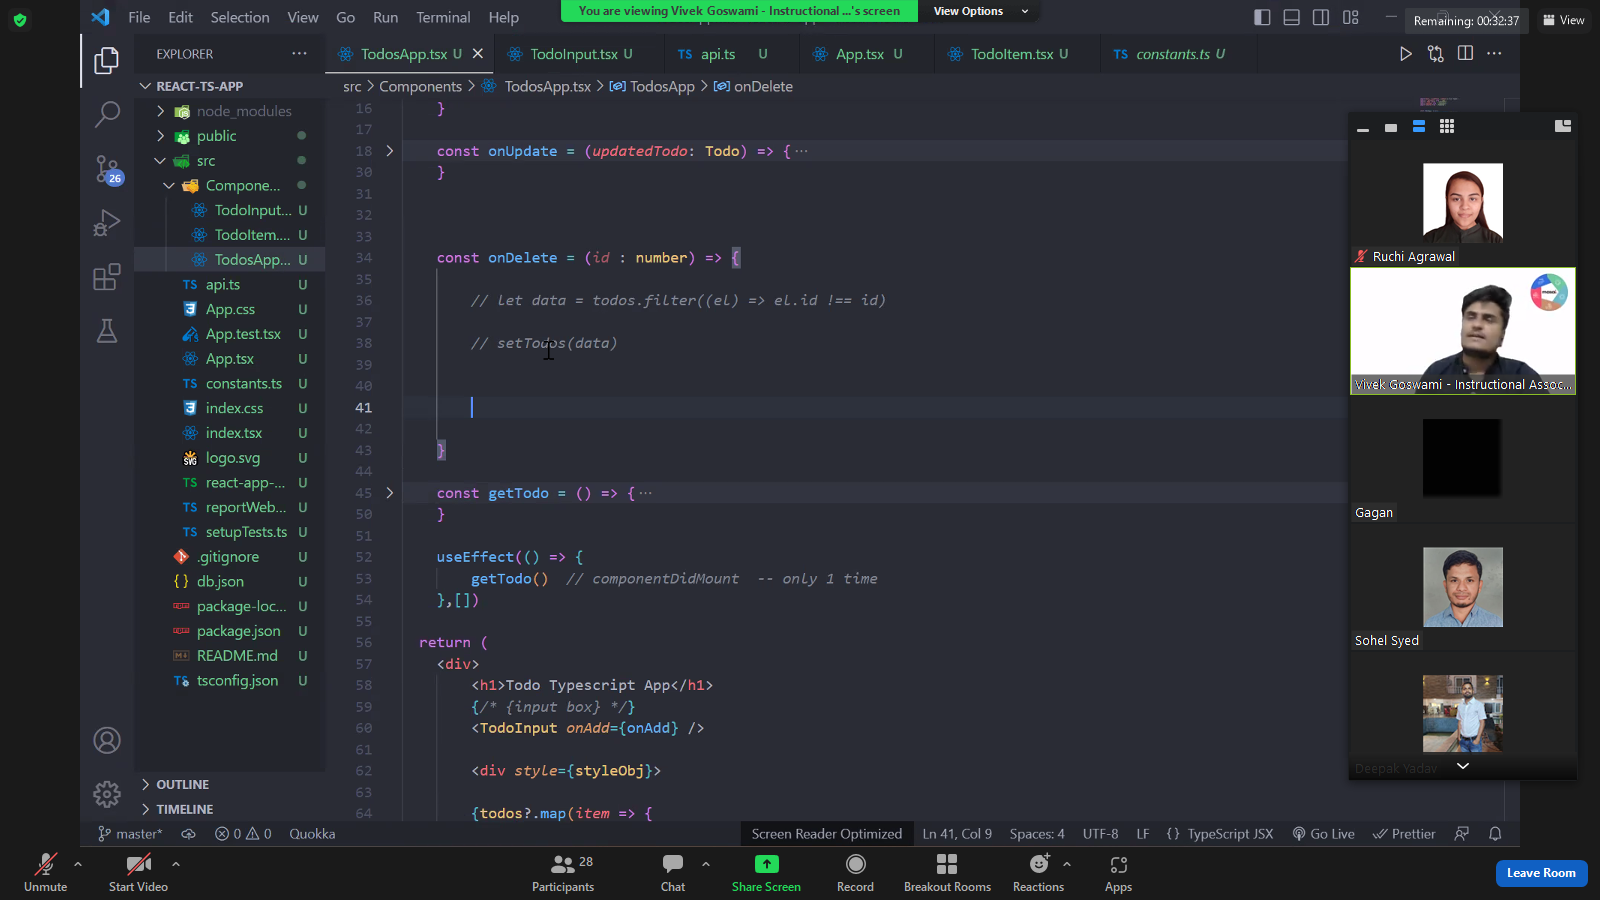 File Edit Selection View Go Run Terminal Help
You are viewing Vivek Goswami - Instructional ...'s screen
View Options
Remaining: 00:32:37
View
EXPLORER
TodosApp.tsx U
TodoInput.tsx U
TS api.ts U
App.tsx U
TodoItem.tsx U
TS constants.ts U
REACT-TS-APP
src > Components > TodosApp.tsx > TodosApp > onDelete
node_modules
public
src
Compone...
TodoInput... U
TodoItem.... U
TodosApp... U
TS api.ts U
App.css U
App.test.tsx U
App.tsx U
TS constants.ts U
index.css U
index.tsx U
logo.svg U
TS react-app-... U
TS reportWeb... U
TS setupTests.ts U
.gitignore U
{} db.json U
package-loc... U
package.json U
README.md U
tsconfig.json U
OUTLINE
TIMELINE
16 }
17
18 const onUpdate = (updatedTodo: Todo) => {···
30 }
31
32
33
34 const onDelete = (id : number) => {
35
36 // let data = todos.filter((el) => el.id !== id)
37
38 // setTodos(data)
39
40
41
42
43 }
44
45 const getTodo = () => {···
50 }
51
52 useEffect(() => {
53 getTodo() // componentDidMount -- only 1 time
54 },[])
55
56 return (
57 <div>
58 <h1>Todo Typescript App</h1>
59 {/* {input box} */}
60 <TodoInput onAdd={onAdd} />
61
62 <div style={styleObj}>
63
64 {todos?.map(item => {
Ruchi Agrawal
Vivek Goswami - Instructional Assoc...
Gagan
Sohel Syed
Deepak Yadav
26
master*
0 0
Quokka
Screen Reader Optimized
Ln 41, Col 9
Spaces: 4
UTF-8
LF
{} TypeScript JSX
Go Live
Prettier
Unmute
Start Video
28
Participants
Chat
Share Screen
Record
Breakout Rooms
Reactions
Apps
Leave Room